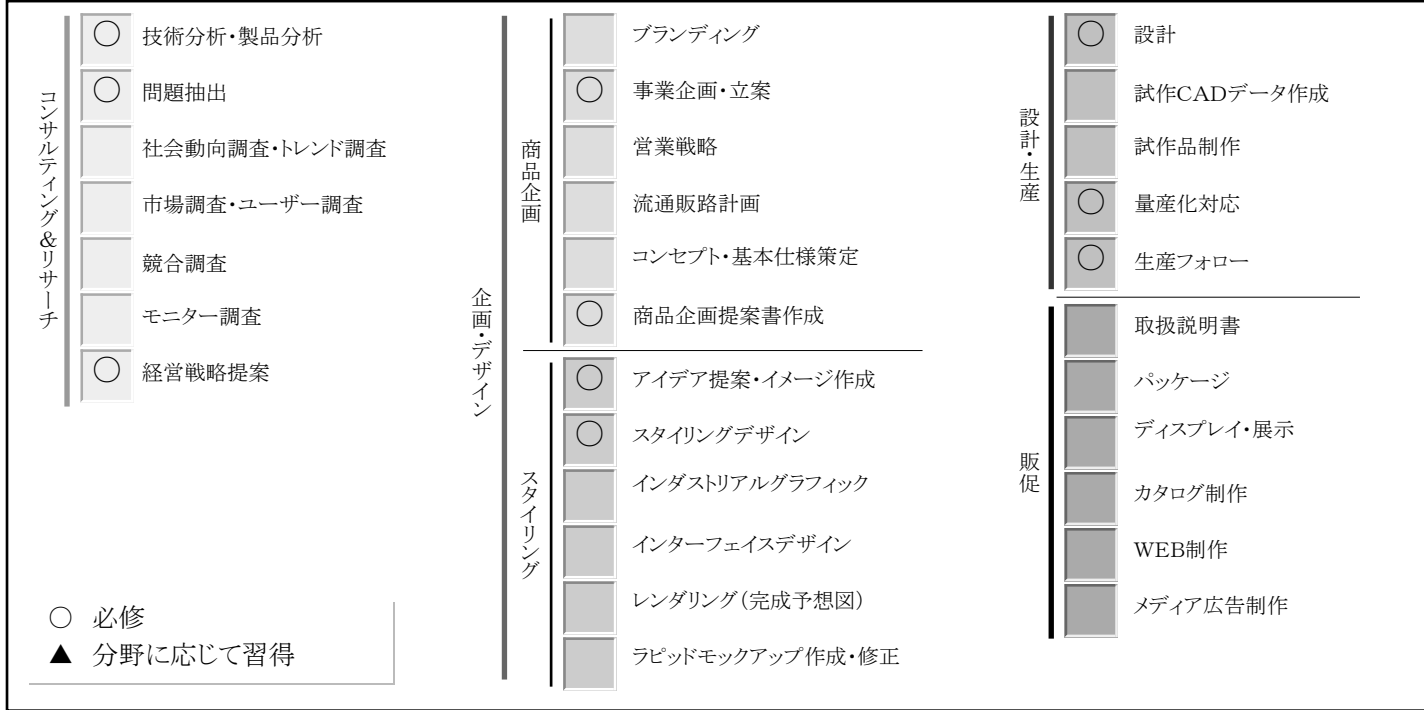 コンサルティング&リサーチ
○ 技術分析・製品分析
○ 問題抽出
社会動向調査・トレンド調査
市場調査・ユーザー調査
競合調査
モニター調査
○ 経営戦略提案
企画・デザイン
商品企画
ブランディング
○ 事業企画・立案
営業戦略
流通販路計画
コンセプト・基本仕様策定
○ 商品企画提案書作成
スタイリング
○ アイデア提案・イメージ作成
○ スタイリングデザイン
インダストリアルグラフィック
インターフェイスデザイン
レンダリング(完成予想図)
ラピッドモックアップ作成・修正
設計・生産
○ 設計
試作CADデータ作成
試作品制作
○ 量産化対応
○ 生産フォロー
販促
取扱説明書
パッケージ
ディスプレイ・展示
カタログ制作
WEB制作
メディア広告制作
○ 必修
▲ 分野に応じて習得